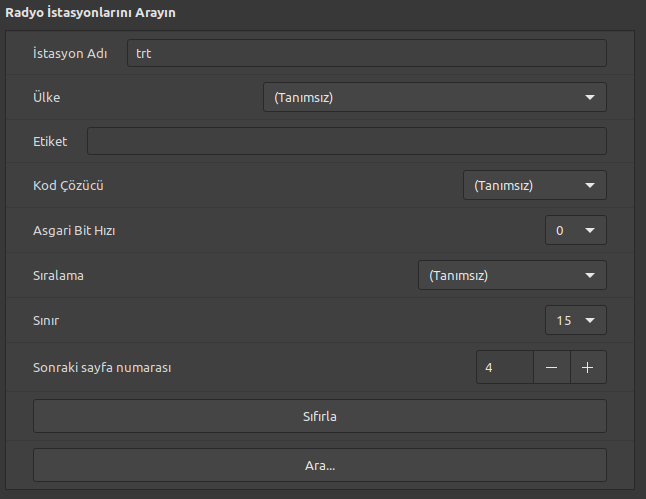 Radyo İstasyonlarını Arayın
İstasyon Adı trt
Ülke (Tanımsız)
Etiket
Kod Çözücü (Tanımsız)
Asgari Bit Hızı 0
Sıralama (Tanımsız)
Sınır 15
Sonraki sayfa numarası 4
Sıfırla
Ara...